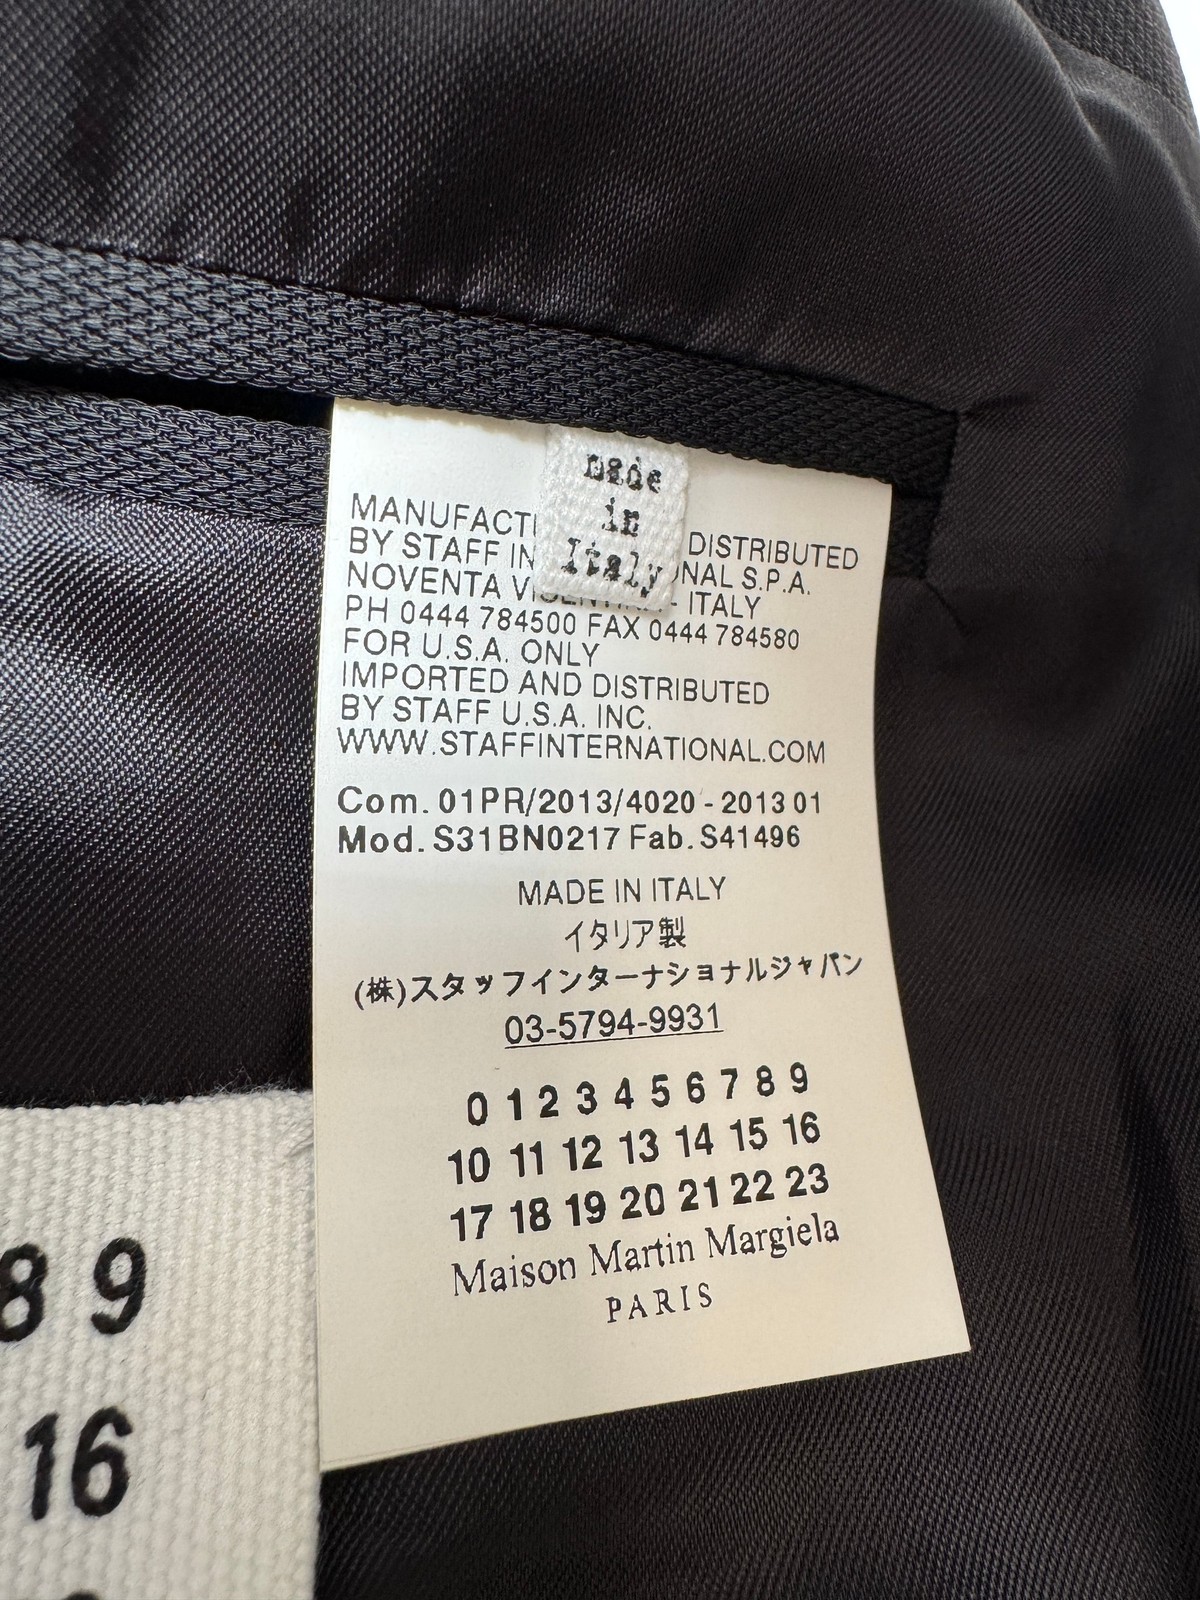 made
in
Italy
MANUFACT DISTRIBUTED
BY STAFF IN NAL S.P.A.
NOVENTA VICENTINA - ITALY
PH 0444 784500 FAX 0444 784580
FOR U.S.A. ONLY
IMPORTED AND DISTRIBUTED
BY STAFF U.S.A. INC.
WWW.STAFFINTERNATIONAL.COM
Com. 01PR/2013/4020 - 2013 01
Mod. S31BN0217 Fab. S41496
MADE IN ITALY
イタリア製
(株)スタッフインターナショナルジャパン
03-5794-9931
0 1 2 3 4 5 6 7 8 9
10 11 12 13 14 15 16
17 18 19 20 21 22 23
Maison Martin Margiela
PARIS
8 9
16